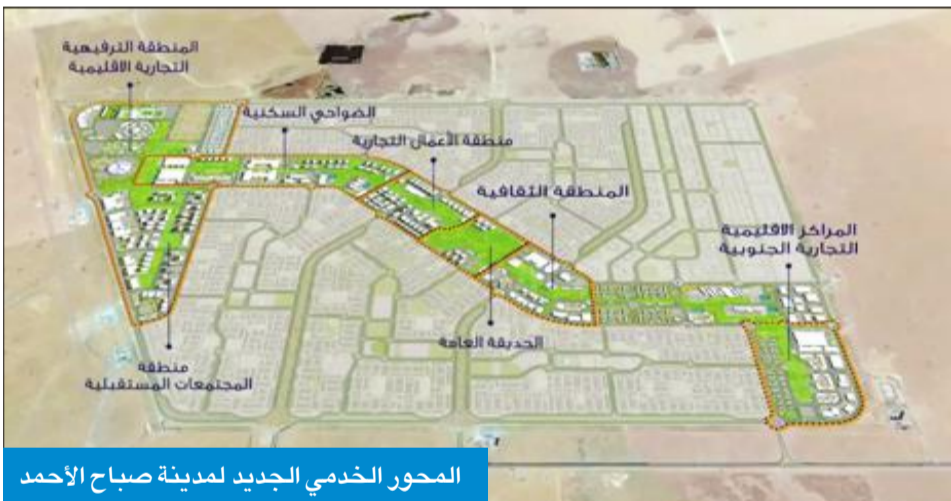 المنطقة الترفيهية
التجارية الاقليمية
الضواحي السكنية
منطقة الأعمال التجارية
المنطقة الثقافية
المراكز الاقليمية
التجارية الجنوبية
الحديقة العامة
منطقة
المجتمعات المستقبلية
المحور الخدمي الجديد لمدينة صباح الأحمد